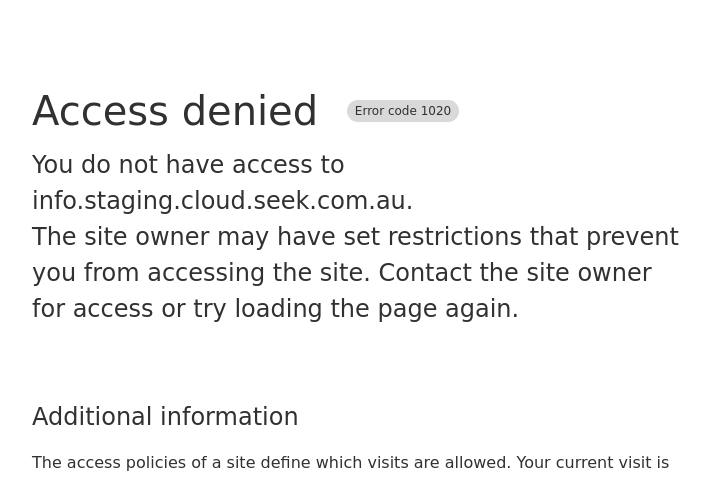 Access denied Error code 1020
You do not have access to
info.staging.cloud.seek.com.au.
The site owner may have set restrictions that prevent
you from accessing the site. Contact the site owner
for access or try loading the page again.
Additional information
The access policies of a site define which visits are allowed. Your current visit is